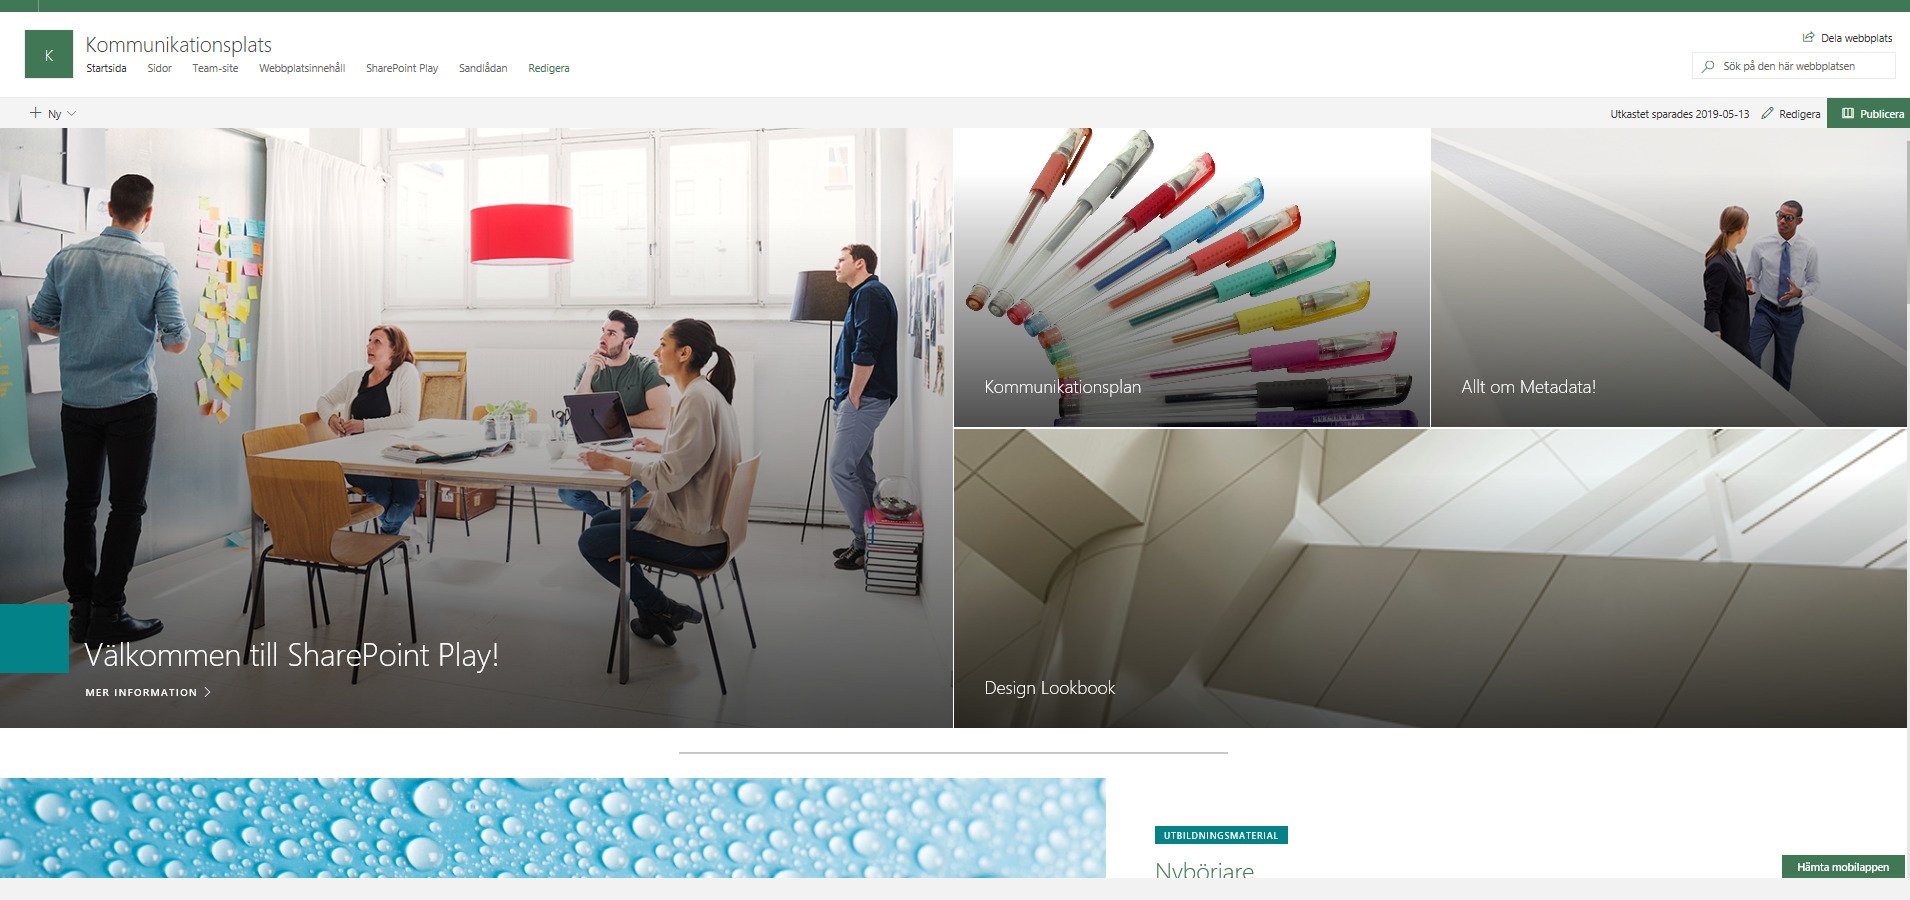 K
Kommunikationsplats
Startsida Sidor Team-site Webbplatsinnehåll SharePoint Play Sandlådan Redigera
Dela webbplats
Sök på den här webbplatsen
Ny
Utkastet sparades 2019-05-13 Redigera Publicera
Kommunikationsplan
Allt om Metadata!
Välkommen till SharePoint Play!
MER INFORMATION
Design Lookbook
UTBILDNINGSMATERIAL
Nybörjare
Hämta mobilappen